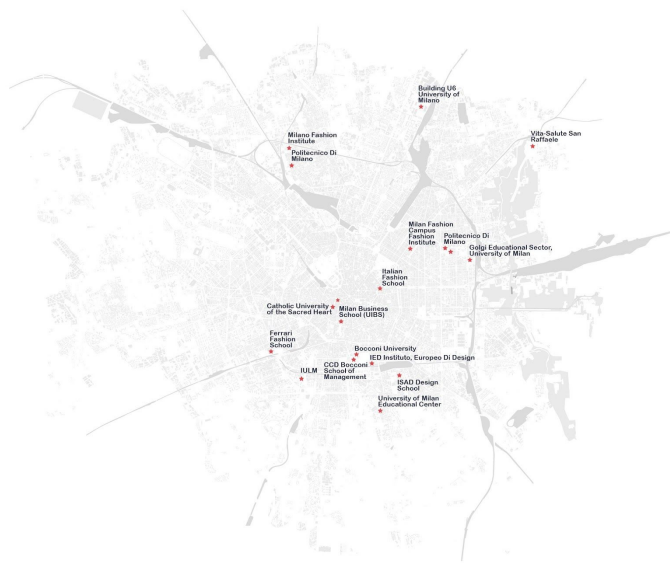 Building U6
University of
Milano
Vita-Salute San
Raffaele
Milano Fashion
Institute
Politecnico Di
Milano
Milan Fashion
Campus
Fashion
Institute
Politecnico Di
Milano
Golgi Educational Sector,
University of Milan
Italian
Fashion
School
Catholic University
of the Sacred Heart
Milan Business
School (UIBS)
Ferrari
Fashion
School
Bocconi University
IED Instituto, Europeo Di Design
CCD Bocconi
School of
Management
IULM
ISAD Design
School
University of Milan
Educational Center